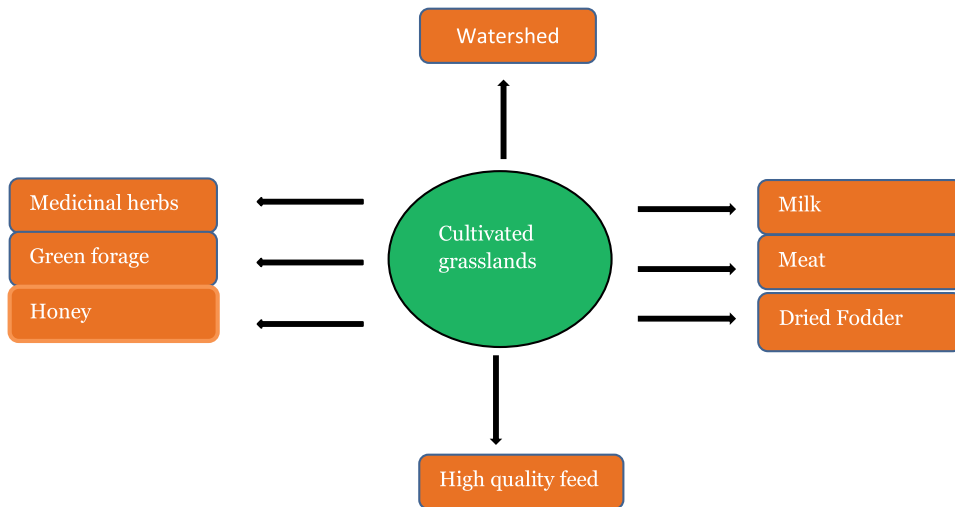 Watershed
Medicinal herbs
Green forage
Honey
Cultivated
grasslands
Milk
Meat
Dried Fodder
High quality feed